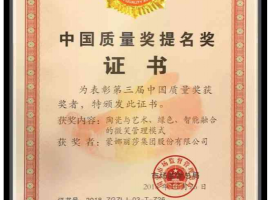 中国质量奖提名奖
证书
为表彰第三届中国质量奖获
奖者，特颁发此证书。
获奖内容：陶瓷与艺术、绿色、智能融合
的微笑管理模式
获奖者：蒙娜丽莎集团股份有限公司